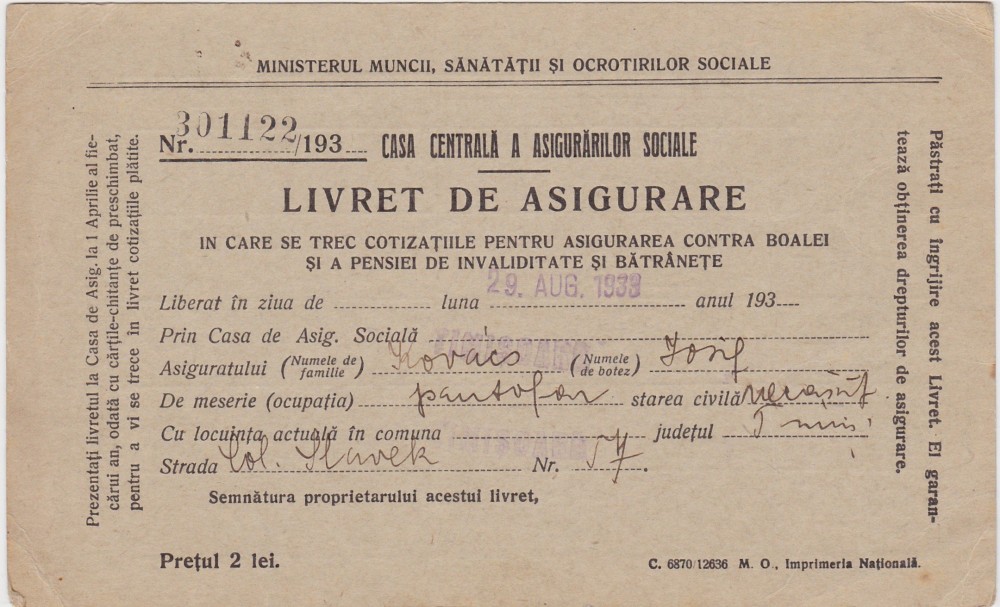 MINISTERUL MUNCII, SĂNĂTĂȚII ȘI OCROTIRILOR SOCIALE
Nr. 301122/193 CASA CENTRALĂ A ASIGURĂRILOR SOCIALE
LIVRET DE ASIGURARE
IN CARE SE TREC COTIZAȚIILE PENTRU ASIGURAREA CONTRA BOALEI
ȘI A PENSIEI DE INVALIDITATE ȘI BĂTRÂNEȚE
Liberat în ziua de 29. AUG. 1938 luna anul 193
Prin Casa de Asig. Socială
Asiguratului (Numele de familie) Kovács (Numele de botez) Iosif
De meserie (ocupația) pantofar starea civilă necăsăt.
Cu locuința actuală în comuna județul Timiș
Strada Col. Nr. 57.
Semnătura proprietarului acestui livret,
Prețul 2 lei.
C. 6870/12636 M. O., Imprimeria Națională.
Prezentați livretul la Casa de Asig. la 1 Aprilie al fie-
cărui an, odată cu cărțile-chitanțe de preschimbat,
pentru a vi se trece în livret cotizațiile plătite.
Păstrați cu îngrijire acest Livret. El garan-
tează obținerea drepturilor de asigurare.